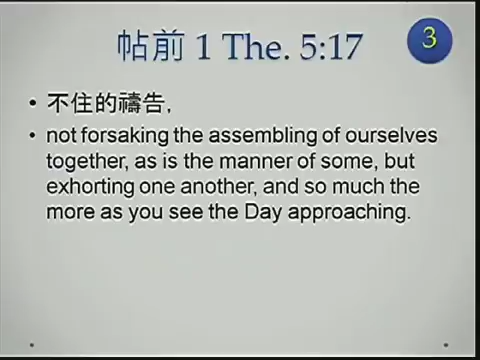 帖前 1 The. 5:17
3
• 不住的禱告,
• not forsaking the assembling of ourselves
together, as is the manner of some, but
exhorting one another, and so much the
more as you see the Day approaching.